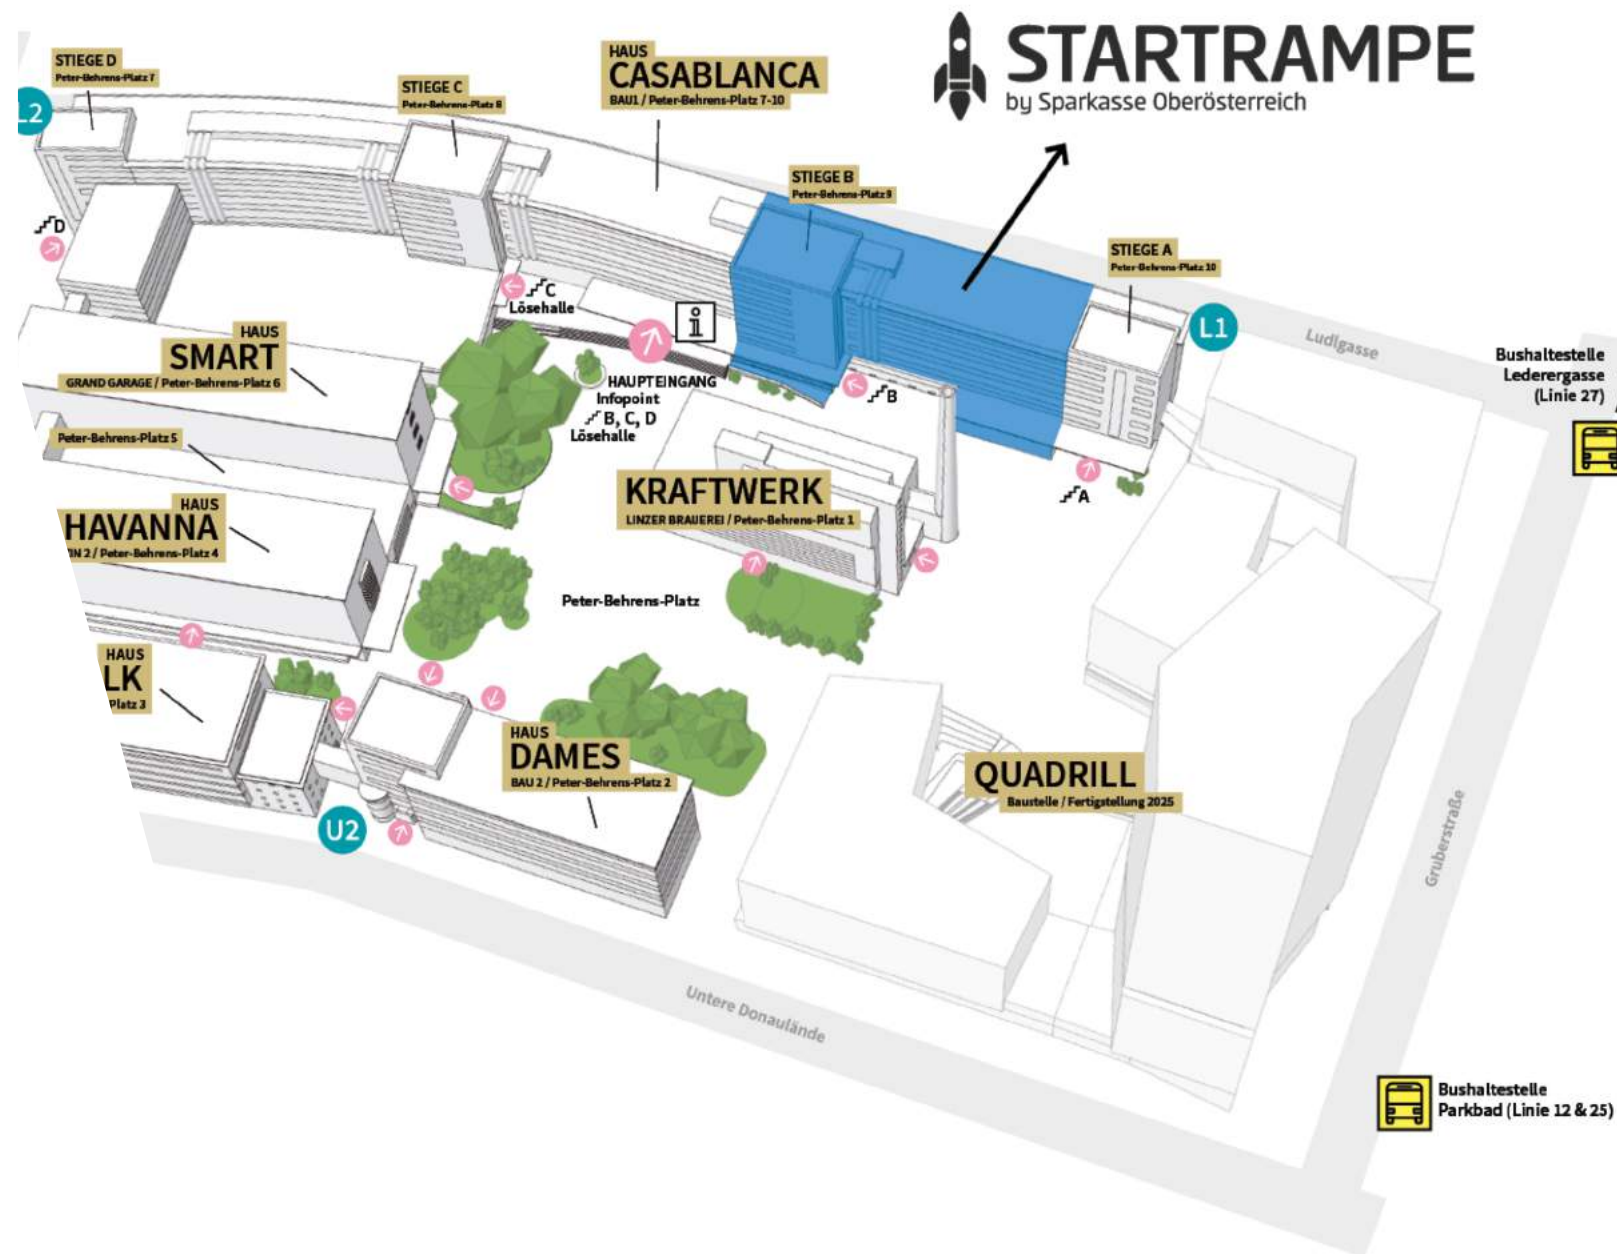 STARTRAMPE
by Sparkasse Oberösterreich
STIEGE D
Peter-Behrens-Platz 7
L2
STIEGE C
Peter-Behrens-Platz 8
HAUS
CASABLANCA
BAU1 / Peter-Behrens-Platz 7-10
STIEGE B
Peter-Behrens-Platz 9
STIEGE A
Peter-Behrens-Platz 10
L1
Ludlgasse
Bushaltestelle
Lederergasse
(Linie 27)
D
C
Lösehalle
i
HAUPTEINGANG
Infopoint
B, C, D
Lösehalle
B
A
HAUS
SMART
GRAND GARAGE / Peter-Behrens-Platz 6
Peter-Behrens-Platz 5
HAUS
HAVANNA
IN 2 / Peter-Behrens-Platz 4
KRAFTWERK
LINZER BRAUEREI / Peter-Behrens-Platz 1
Peter-Behrens-Platz
HAUS
LK
Platz 3
HAUS
DAMES
BAU 2 / Peter-Behrens-Platz 2
U2
QUADRILL
Baustelle / Fertigstellung 2025
Gruberstraße
Untere Donaulände
Bushaltestelle
Parkbad (Linie 12 & 25)